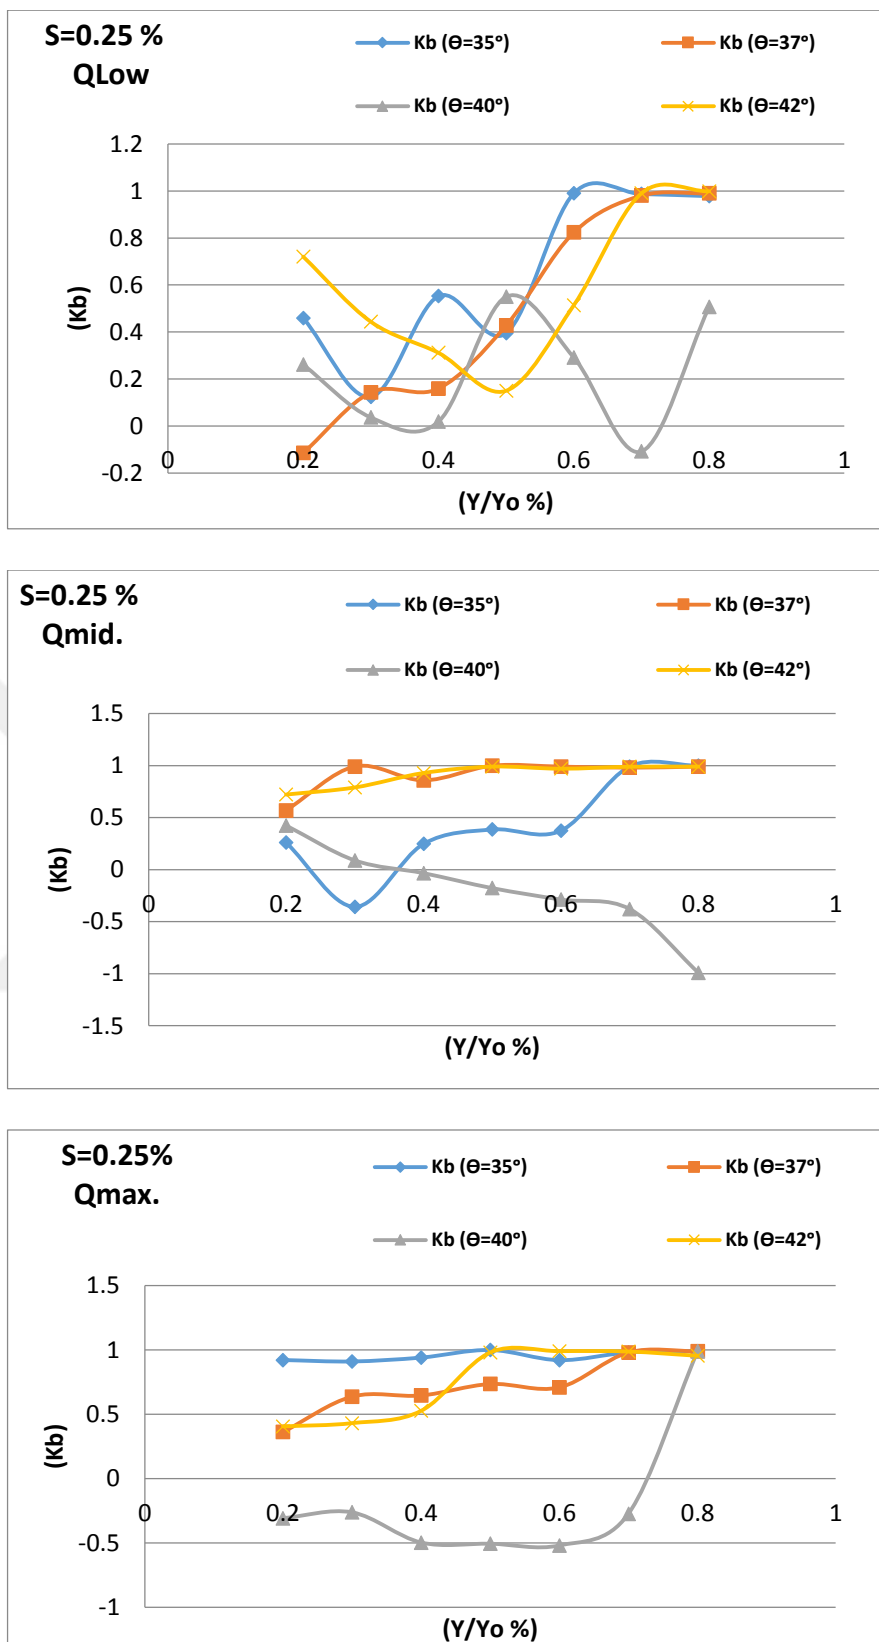 S=0.25 %
QLow
Kb (Ө=35°)
Kb (Ө=37°)
Kb (Ө=40°)
Kb (Ө=42°)
1.2
1
0.8
0.6
0.4
0.2
0
-0.2
0 0.2 0.4 0.6 0.8 1
(Kb)
(Y/Yo %)
S=0.25 %
Qmid.
Kb (Ө=35°)
Kb (Ө=37°)
Kb (Ө=40°)
Kb (Ө=42°)
1.5
1
0.5
0
-0.5
-1
-1.5
0 0.2 0.4 0.6 0.8 1
(Kb)
(Y/Yo %)
S=0.25%
Qmax.
Kb (Ө=35°)
Kb (Ө=37°)
Kb (Ө=40°)
Kb (Ө=42°)
1.5
1
0.5
0
-0.5
-1
0 0.2 0.4 0.6 0.8 1
(Kb)
(Y/Yo %)